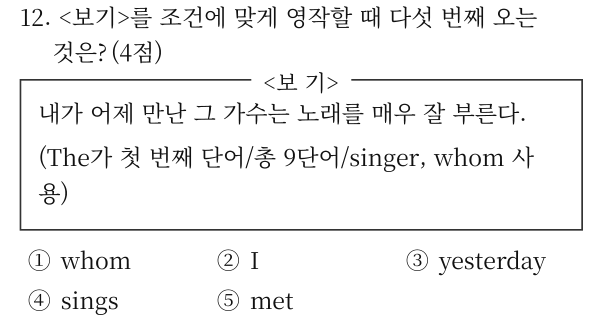 12. <보기>를 조건에 맞게 영작할 때 다섯 번째 오는
것은? (4점)
<보 기>
내가 어제 만난 그 가수는 노래를 매우 잘 부른다.
(The가 첫 번째 단어/총 9단어/singer, whom 사
용)
① whom ② I ③ yesterday
④ sings ⑤ met